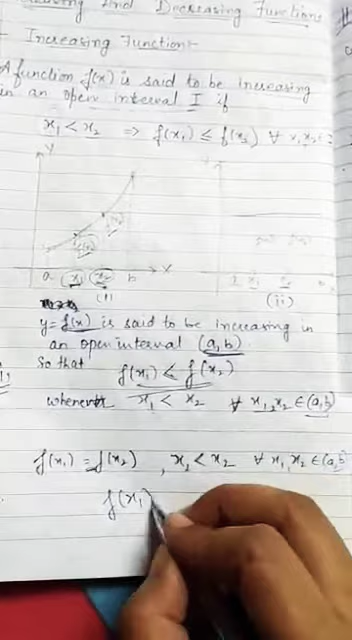 and Decreasing Functions
Increasing Function:-
A function f(x) is said to be increasing
in an open interval I if
x₁ < x₂ ⇒ f(x₁) ≤ f(x₂) ∀ x₁, x₂ ∈
Y
f(x₁) f(x₂)
a x₁ x₂ b X
(I) (ii)
y = f(x) is said to be increasing in
an open interval (a, b).
So that
f(x₁) < f(x₂)
whenever x₁ < x₂ ∀ x₁, x₂ ∈ (a, b)
f(x₁) = f(x₂) , x₁ < x₂ ∀ x₁, x₂ ∈ (a, b)
f(x₁)